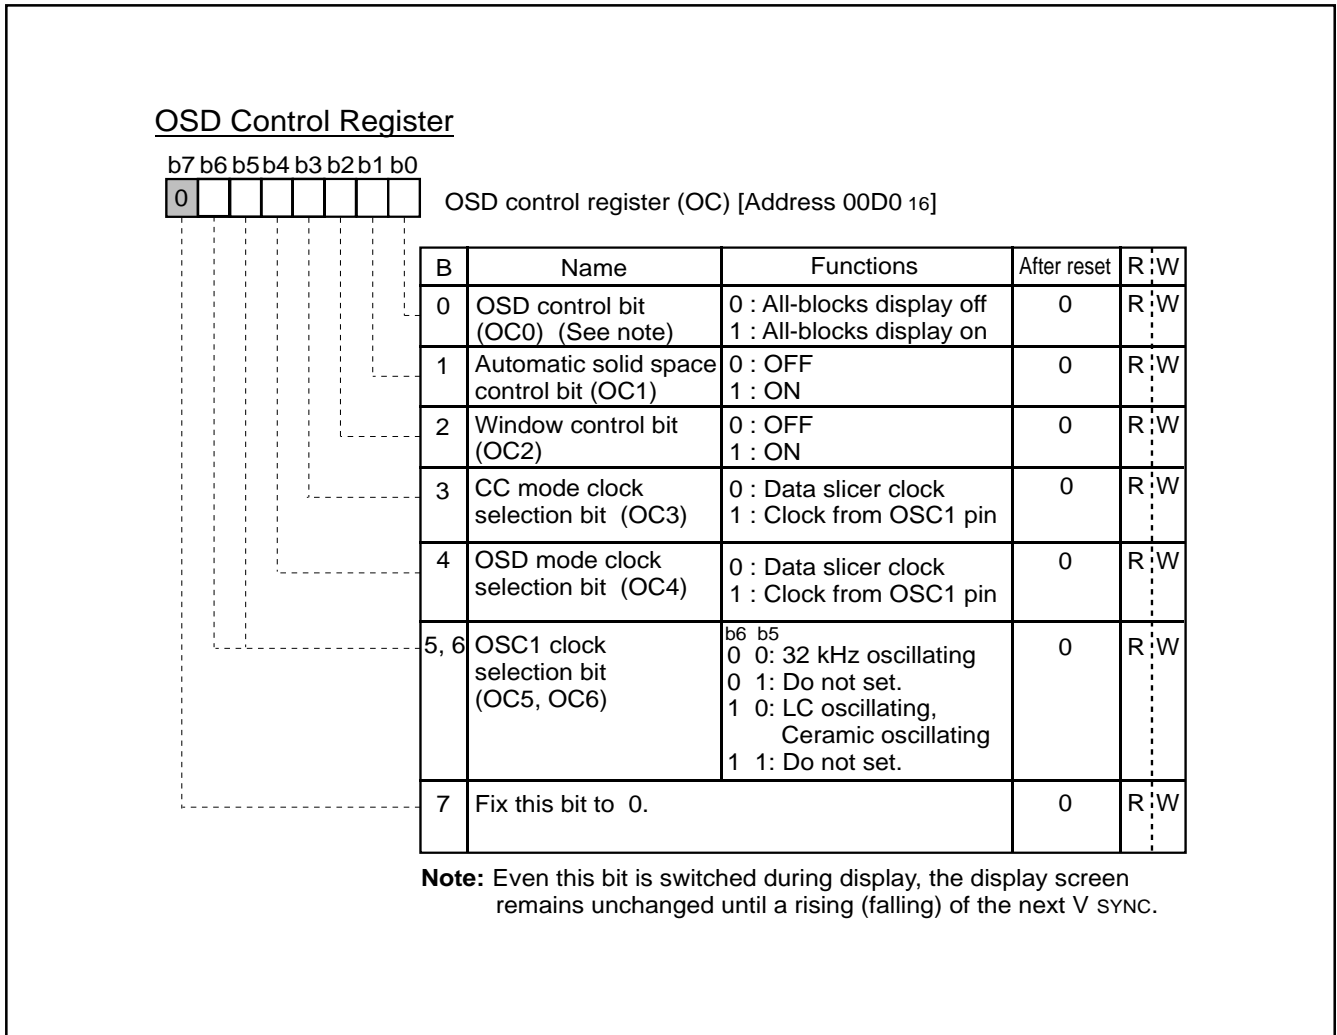 OSD Control Register
b7 b6 b5 b4 b3 b2 b1 b0
0
OSD control register (OC) [Address 00D0 16]
B Name Functions After reset R W
0 OSD control bit (OC0) (See note) 0 : All-blocks display off 1 : All-blocks display on 0 R W
1 Automatic solid space control bit (OC1) 0 : OFF 1 : ON 0 R W
2 Window control bit (OC2) 0 : OFF 1 : ON 0 R W
3 CC mode clock selection bit (OC3) 0 : Data slicer clock 1 : Clock from OSC1 pin 0 R W
4 OSD mode clock selection bit (OC4) 0 : Data slicer clock 1 : Clock from OSC1 pin 0 R W
5, 6 OSC1 clock selection bit (OC5, OC6) b6 b5 0 0: 32 kHz oscillating 0 1: Do not set. 1 0: LC oscillating, Ceramic oscillating 1 1: Do not set. 0 R W
7 Fix this bit to 0. 0 R W
Note: Even this bit is switched during display, the display screen
remains unchanged until a rising (falling) of the next V SYNC.